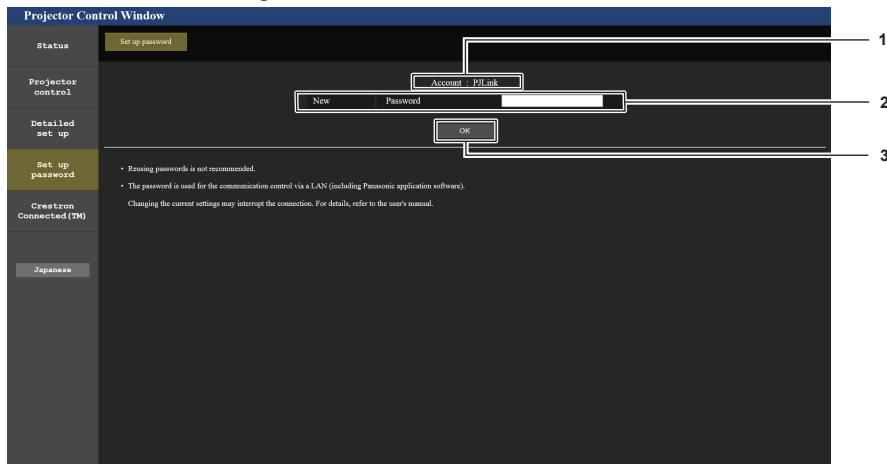 Projector Control Window
Status
Set up password
1
Projector
control
Account : PJLink
New Password
2
Detailed
set up
OK
3
Set up
password
• Reusing passwords is not recommended.
• The password is used for the communication control via a LAN (including Panasonic application software).
Changing the current settings may interrupt the connection. For details, refer to the user's manual.
Crestron
Connected(TM)
Japanese